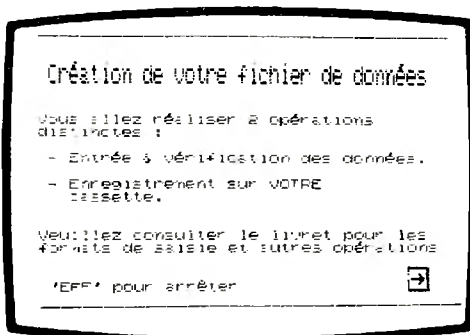 Création de votre fichier de données
Vous allez réaliser 2 opérations
distinctes :
- Entrée & vérification des données.
- Enregistrement sur VOTRE
cassette.
Veuillez consulter le livret pour les
formats de saisie et autres opérations
'EFF' pour arrêter